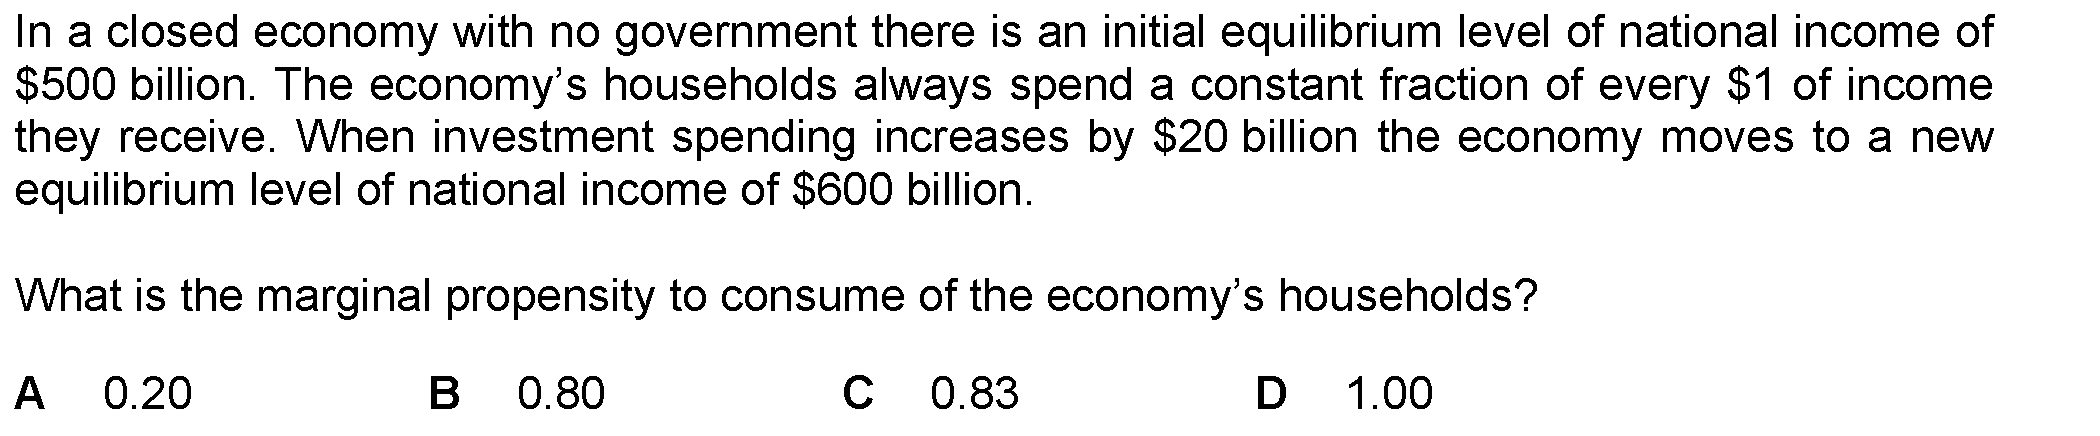 In a closed economy with no government there is an initial equilibrium level of national income of
$500 billion. The economy’s households always spend a constant fraction of every $1 of income
they receive. When investment spending increases by $20 billion the economy moves to a new
equilibrium level of national income of $600 billion.
What is the marginal propensity to consume of the economy’s households?
A 0.20 B 0.80 C 0.83 D 1.00